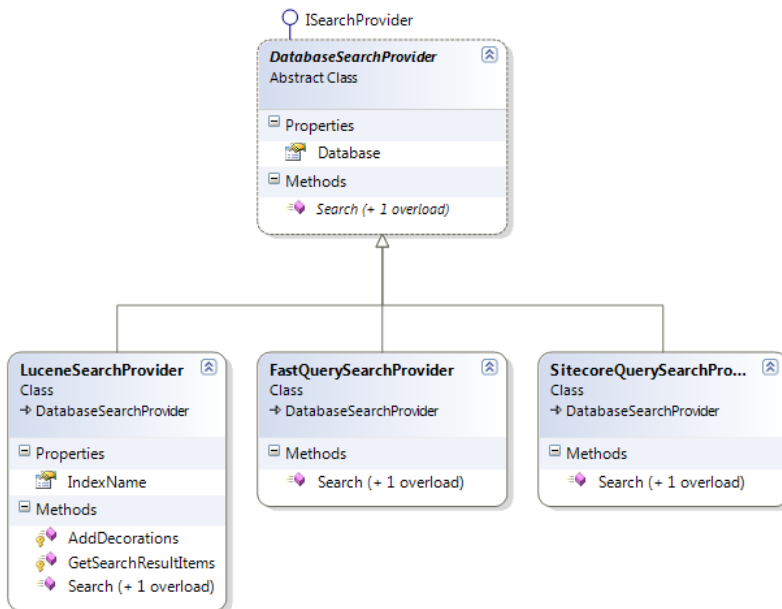 ISearchProvider
DatabaseSearchProvider
Abstract Class
Properties
Database
Methods
Search (+ 1 overload)
LuceneSearchProvider
Class
DatabaseSearchProvider
Properties
IndexName
Methods
AddDecorations
GetSearchResultItems
Search (+ 1 overload)
FastQuerySearchProvider
Class
DatabaseSearchProvider
Methods
Search (+ 1 overload)
SitecoreQuerySearchPro...
Class
DatabaseSearchProvider
Methods
Search (+ 1 overload)